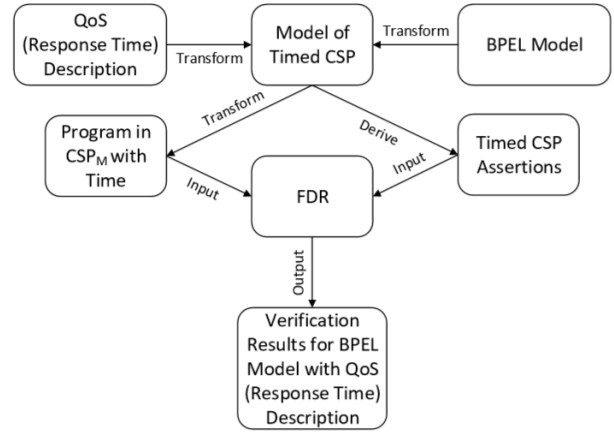 QoS
(Response Time)
Description
Transform
Model of
Timed CSP
Transform
BPEL Model
Transform
Derive
Program in
CSPM with
Time
Input
FDR
Input
Timed CSP
Assertions
Output
Verification
Results for BPEL
Model with QoS
(Response Time)
Description